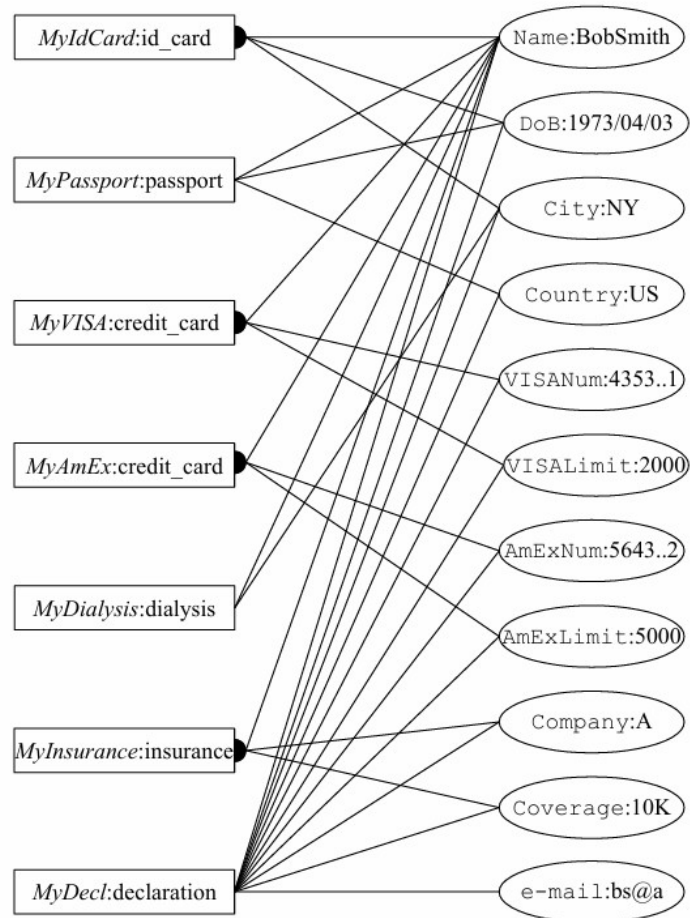 MyIdCard:id_card
Name:BobSmith
DoB:1973/04/03
MyPassport:passport
City:NY
Country:US
MyVISA:credit_card
VISANum:4353..1
VISALimit:2000
MyAmEx:credit_card
AmExNum:5643..2
MyDialysis:dialysis
AmExLimit:5000
Company:A
MyInsurance:insurance
Coverage:10K
MyDecl:declaration
e-mail:bs@a